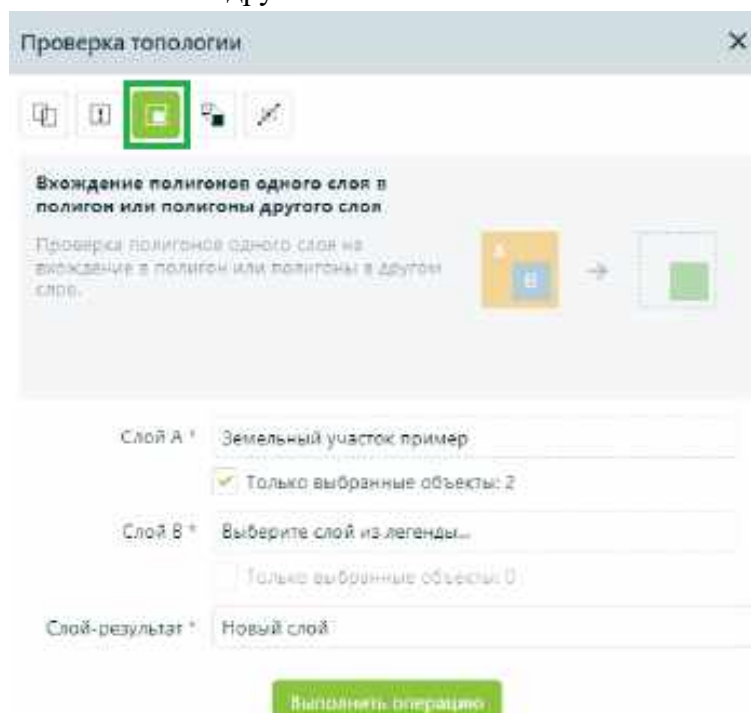 Проверка топологии
Вхождение полигонов одного слоя в
полигон или полигоны другого слоя
Проверка полигонов одного слоя на
вхождение в полигон или полигоны в другом
слое.
A
B
Слой A *
Земельный участок пример
Только выбранные объекты: 2
Слой B *
Выберите слой из легенды...
Только выбранные объекты: 0
Слой-результат *
Новый слой
Выполнить операцию